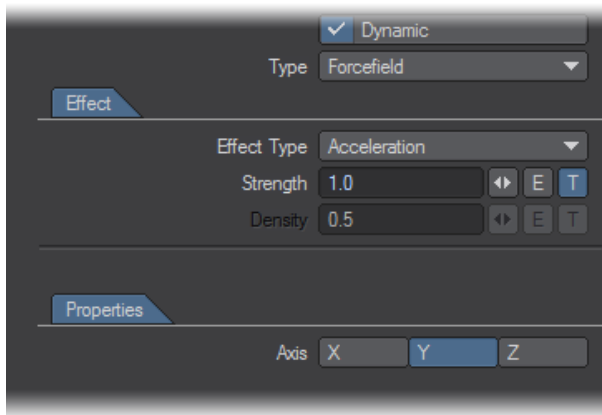 Dynamic
Type Forcefield
Effect
Effect Type Acceleration
Strength 1.0 E T
Density 0.5 E T
Properties
Axis X Y Z